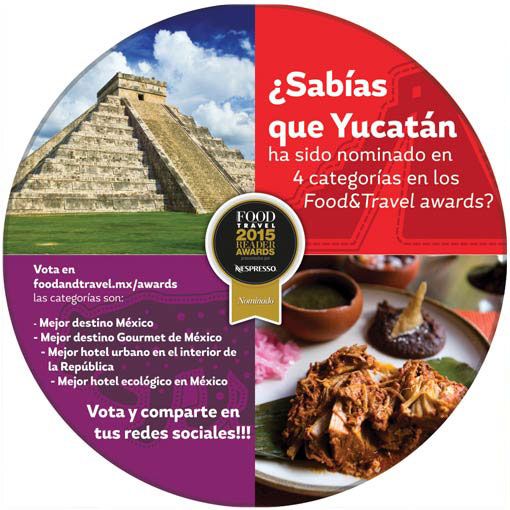 ¿Sabías
que Yucatán
ha sido nominado en
4 categorías en los
Food&Travel awards?
FOOD
TRAVEL
2015
READER
AWARDS
presentados por
NESPRESSO.
Nominado
Vota en
foodandtravel.mx/awards
las categorías son:
- Mejor destino México
- Mejor destino Gourmet de México
- Mejor hotel urbano en el interior de
la República
- Mejor hotel ecológico en México
Vota y comparte en
tus redes sociales!!!